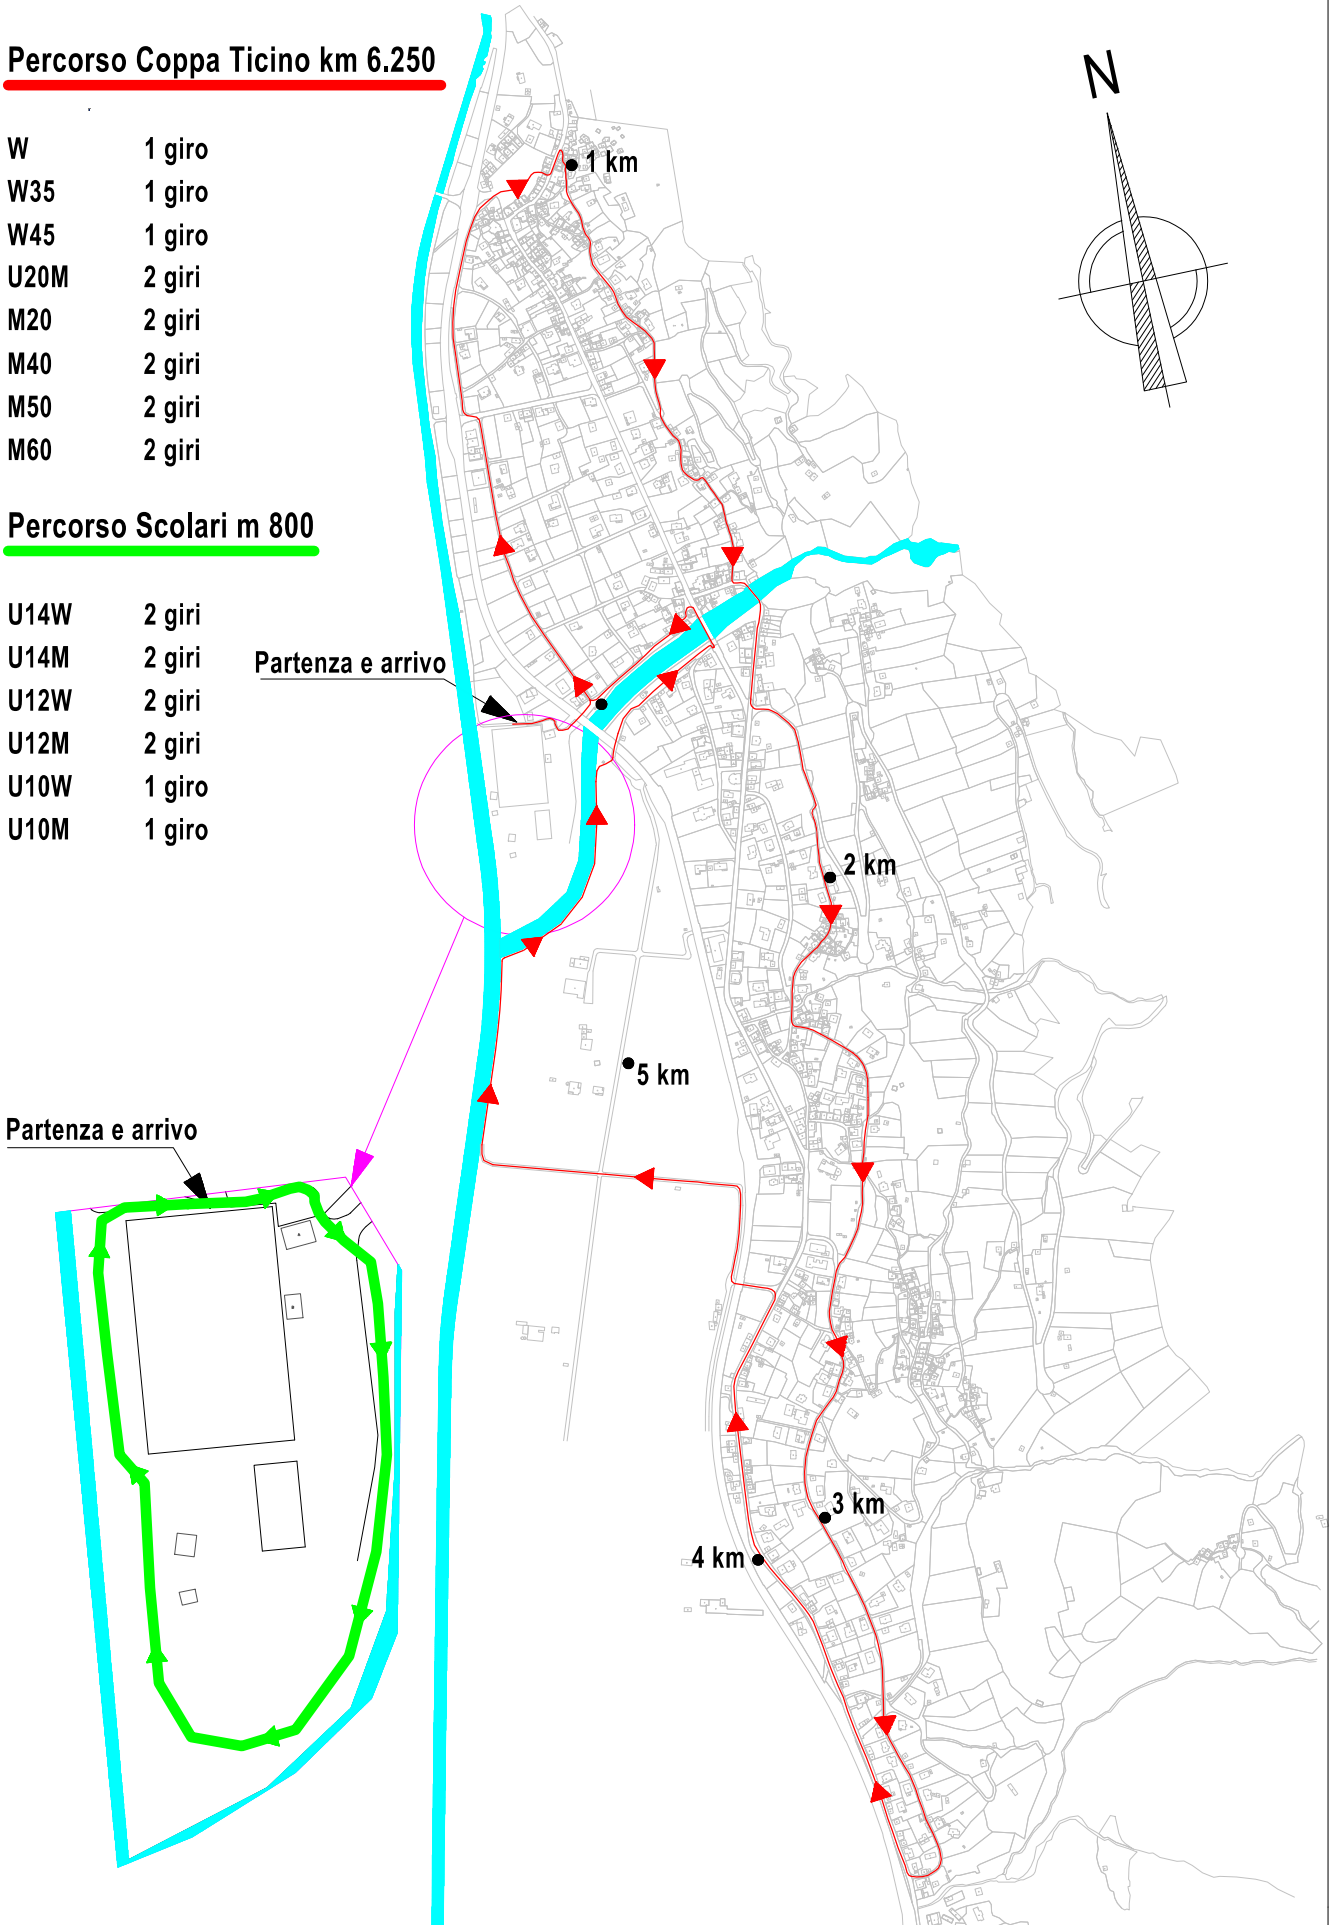 Percorso Coppa Ticino km 6.250
W 1 giro
W35 1 giro
W45 1 giro
U20M 2 giri
M20 2 giri
M40 2 giri
M50 2 giri
M60 2 giri
Percorso Scolari m 800
U14W 2 giri
U14M 2 giri
U12W 2 giri
U12M 2 giri
U10W 1 giro
U10M 1 giro
Partenza e arrivo
Partenza e arrivo
N
1 km
2 km
5 km
3 km
4 km